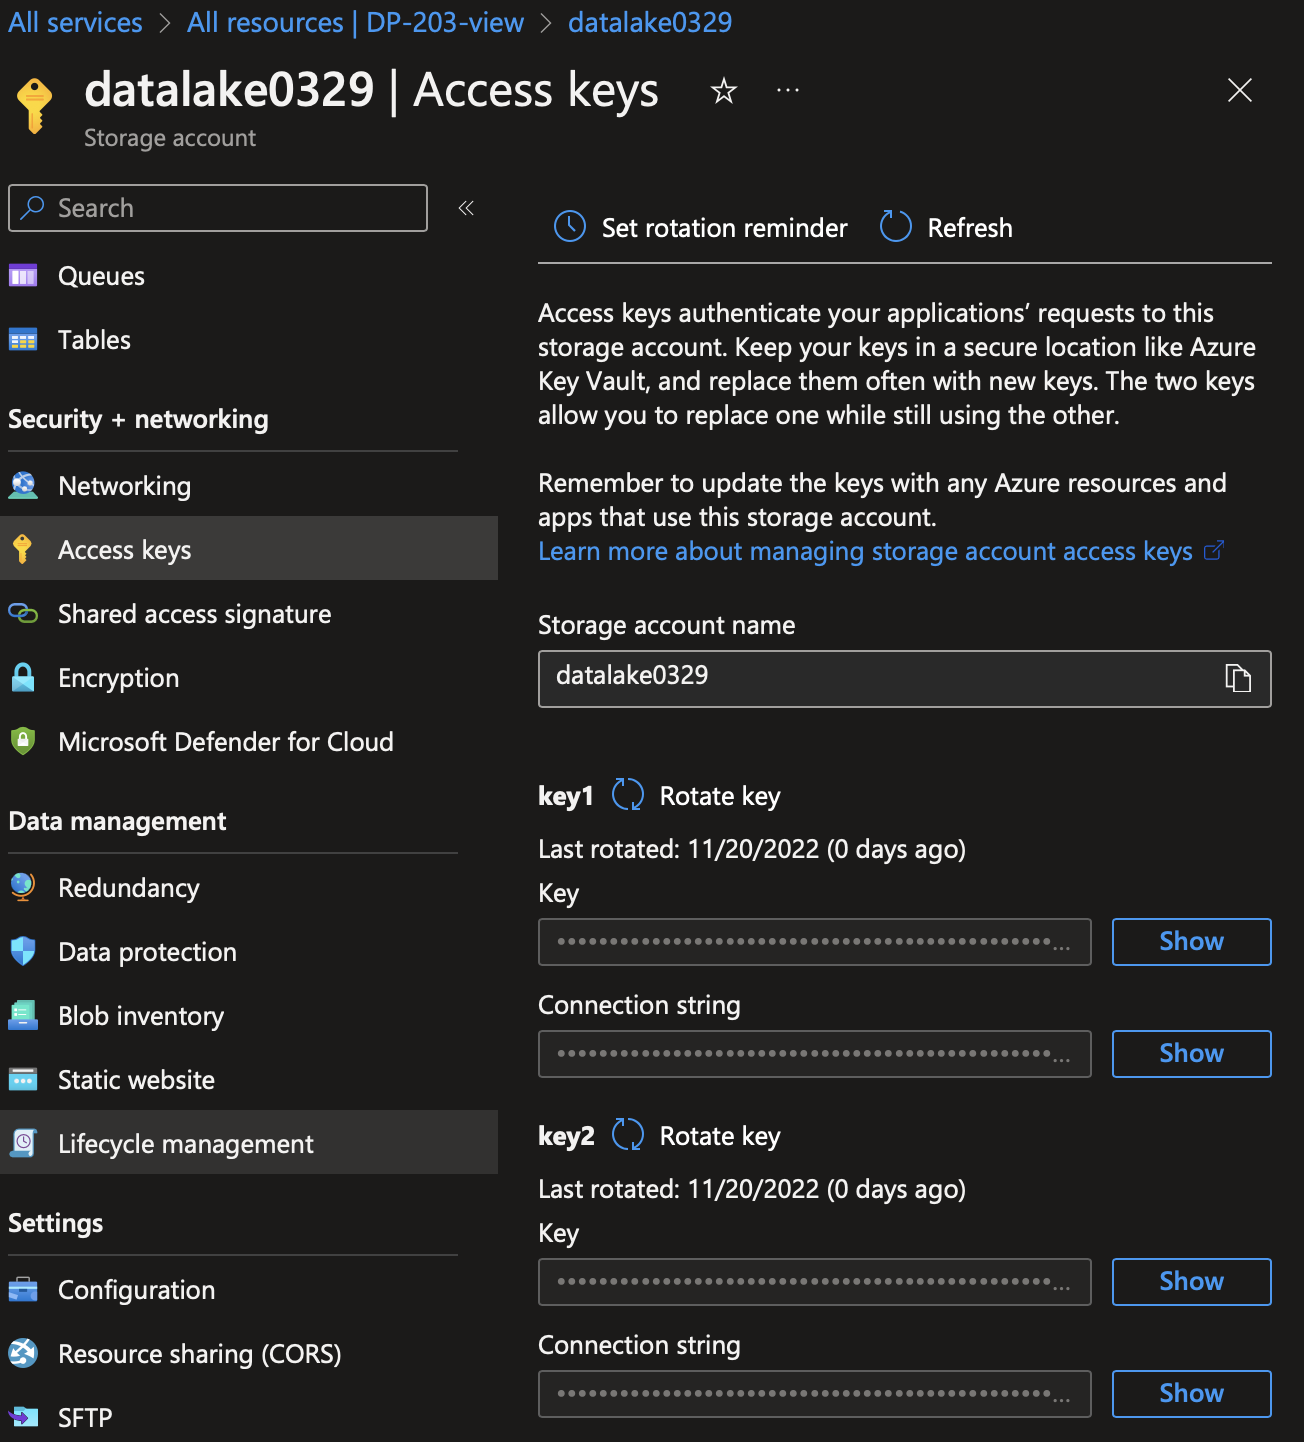 All services > All resources | DP-203-view > datalake0329
datalake0329 | Access keys
Storage account
Search
Queues
Tables
Security + networking
Networking
Access keys
Shared access signature
Encryption
Microsoft Defender for Cloud
Data management
Redundancy
Data protection
Blob inventory
Static website
Lifecycle management
Settings
Configuration
Resource sharing (CORS)
SFTP
Set rotation reminder
Refresh
Access keys authenticate your applications’ requests to this
storage account. Keep your keys in a secure location like Azure
Key Vault, and replace them often with new keys. The two keys
allow you to replace one while still using the other.
Remember to update the keys with any Azure resources and
apps that use this storage account.
Learn more about managing storage account access keys
Storage account name
datalake0329
key1 Rotate key
Last rotated: 11/20/2022 (0 days ago)
Key
Show
Connection string
Show
key2 Rotate key
Last rotated: 11/20/2022 (0 days ago)
Key
Show
Connection string
Show